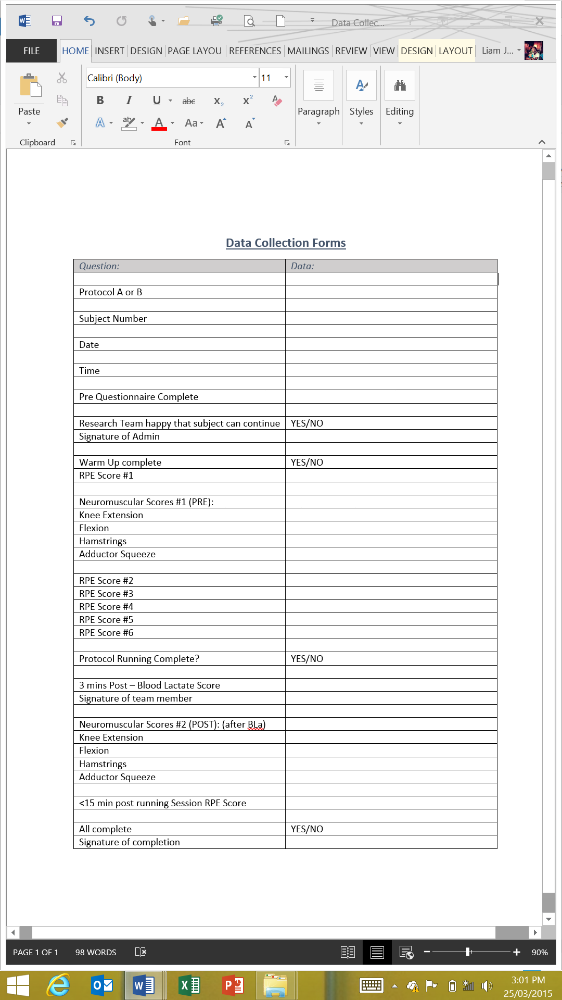 Data Collec...
FILE HOME INSERT DESIGN PAGE LAYOU REFERENCES MAILINGS REVIEW VIEW DESIGN LAYOUT Liam J...
Calibri (Body) 11
B I U abc X₂ X²
Paste Paragraph Styles Editing
A ab A Aa A A
Clipboard Font
Data Collection Forms
Question: Data:
Protocol A or B
Subject Number
Date
Time
Pre Questionnaire Complete
Research Team happy that subject can continue YES/NO
Signature of Admin
Warm Up complete YES/NO
RPE Score #1
Neuromuscular Scores #1 (PRE):
Knee Extension
Flexion
Hamstrings
Adductor Squeeze
RPE Score #2
RPE Score #3
RPE Score #4
RPE Score #5
RPE Score #6
Protocol Running Complete? YES/NO
3 mins Post – Blood Lactate Score
Signature of team member
Neuromuscular Scores #2 (POST): (after BLa)
Knee Extension
Flexion
Hamstrings
Adductor Squeeze
<15 min post running Session RPE Score
All complete YES/NO
Signature of completion
PAGE 1 OF 1 98 WORDS 90%
3:01 PM
25/03/2015